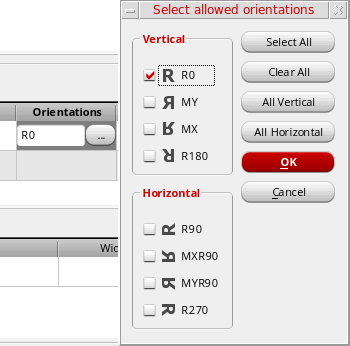 Select allowed orientations
Vertical
R R0
R MY
R MX
R R180
Horizontal
R R90
R MXR90
R MYR90
R R270
Select All
Clear All
All Vertical
All Horizontal
OK
Cancel
Orientations
R0
...